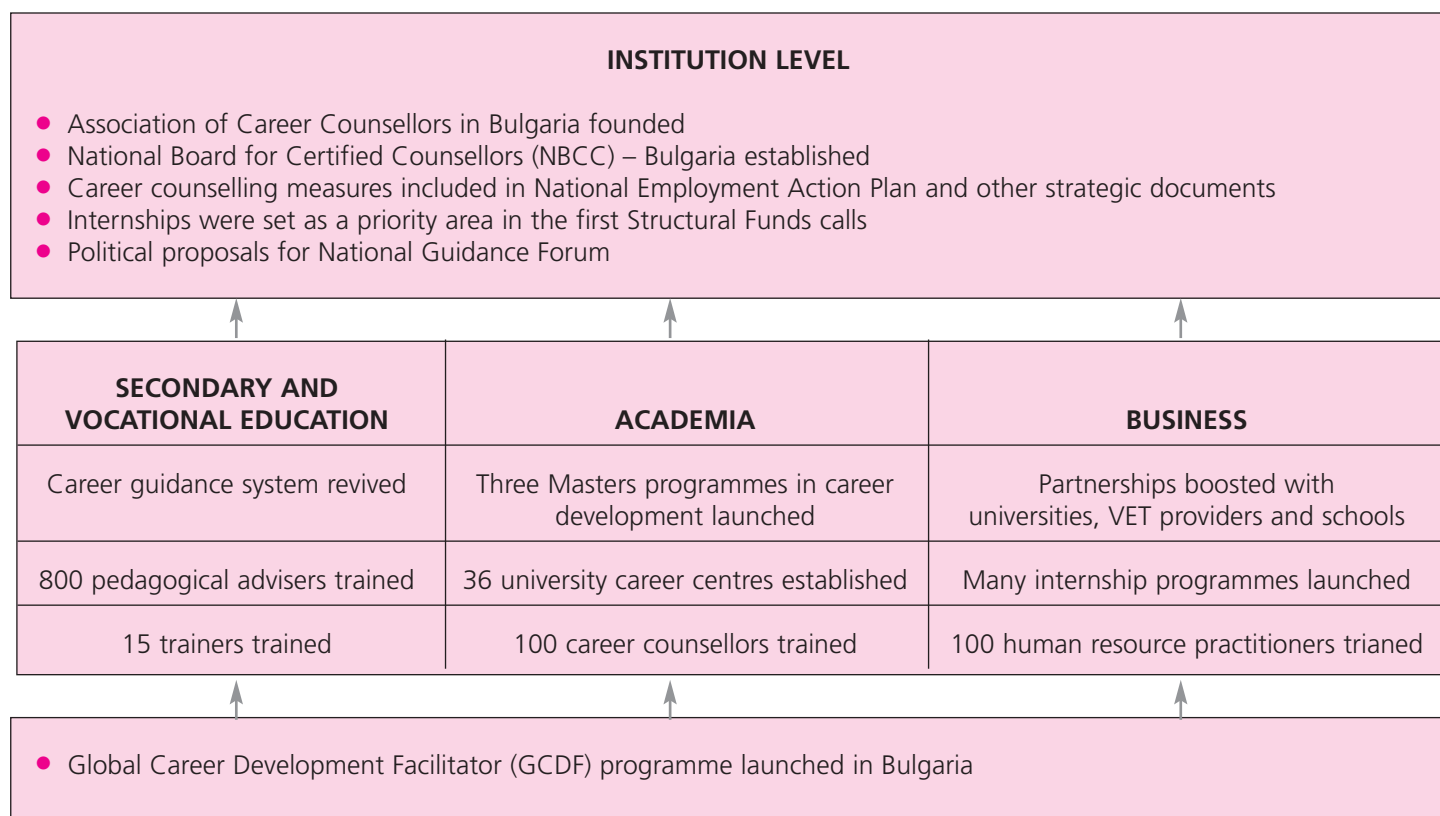 INSTITUTION LEVEL
● Association of Career Counsellors in Bulgaria founded
● National Board for Certified Counsellors (NBCC) – Bulgaria established
● Career counselling measures included in National Employment Action Plan and other strategic documents
● Internships were set as a priority area in the first Structural Funds calls
● Political proposals for National Guidance Forum
SECONDARY AND
VOCATIONAL EDUCATION
ACADEMIA
BUSINESS
Career guidance system revived
Three Masters programmes in career
development launched
Partnerships boosted with
universities, VET providers and schools
800 pedagogical advisers trained
36 university career centres established
Many internship programmes launched
15 trainers trained
100 career counsellors trained
100 human resource practitioners trianed
● Global Career Development Facilitator (GCDF) programme launched in Bulgaria